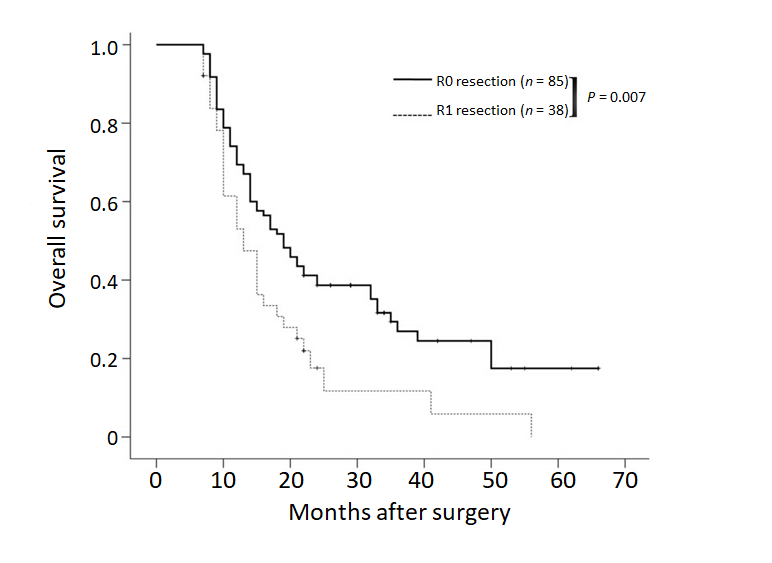 1.0
0.8
0.6
0.4
0.2
0
Overall survival
R0 resection (n = 85)
R1 resection (n = 38)
P = 0.007
0 10 20 30 40 50 60 70
Months after surgery